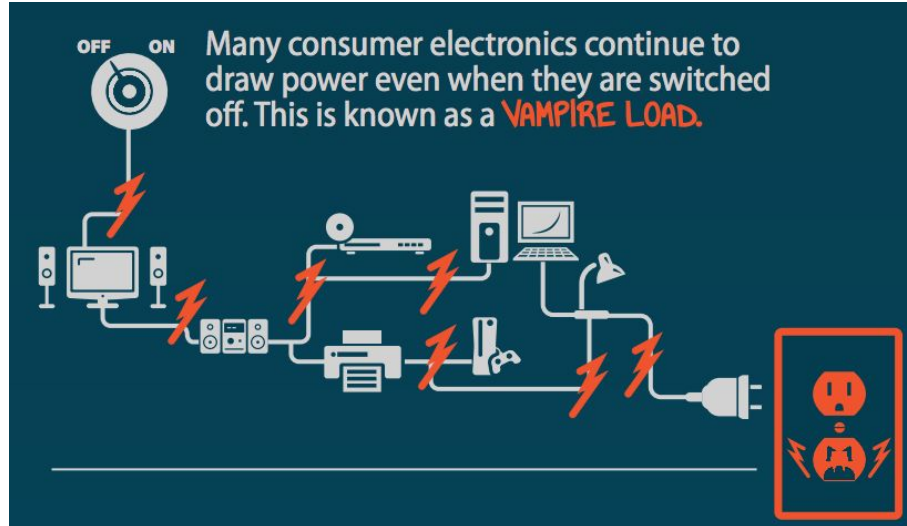 OFF ON
Many consumer electronics continue to
draw power even when they are switched
off. This is known as a VAMPIRE LOAD.